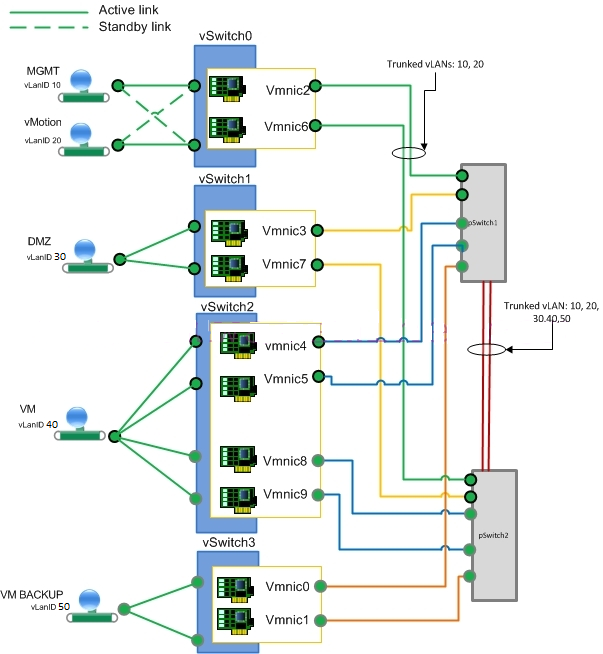 Active link
Standby link
vSwitch0
MGMT
vLanID 10
vMotion
vLanID 20
Vmnic2
Vmnic6
Trunked vLANs: 10, 20
vSwitch1
DMZ
vLanID 30
Vmnic3
Vmnic7
pSwitch1
vSwitch2
Trunked vLAN: 10, 20,
30.40,50
vmnic4
Vmnic5
VM
vLanID 40
Vmnic8
Vmnic9
pSwitch2
vSwitch3
VM BACKUP
vLanID 50
Vmnic0
Vmnic1